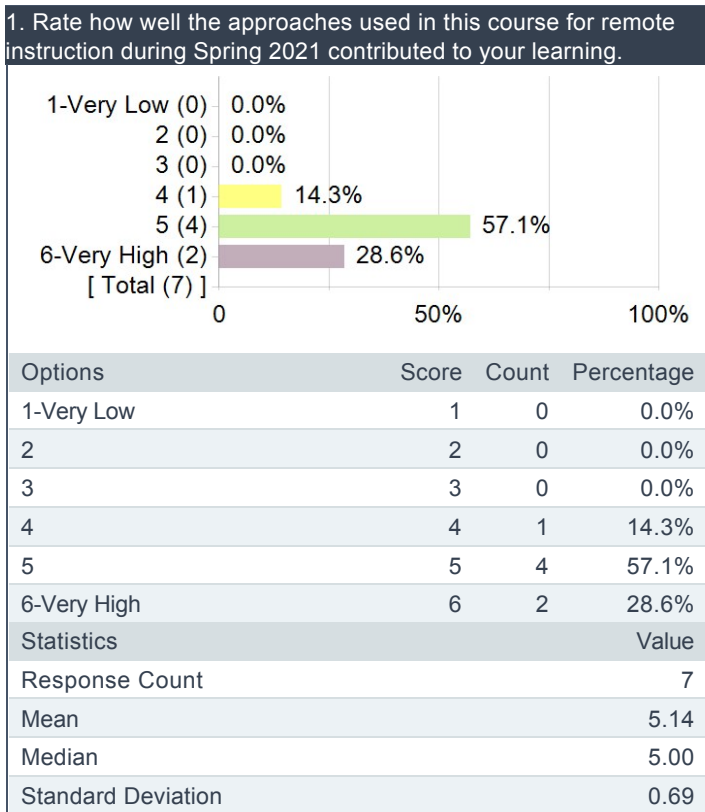 1. Rate how well the approaches used in this course for remote
instruction during Spring 2021 contributed to your learning.
1-Very Low (0) 0.0%
2 (0) 0.0%
3 (0) 0.0%
4 (1) 14.3%
5 (4) 57.1%
6-Very High (2) 28.6%
[ Total (7) ]
0 50% 100%
Options Score Count Percentage
1-Very Low 1 0 0.0%
2 2 0 0.0%
3 3 0 0.0%
4 4 1 14.3%
5 5 4 57.1%
6-Very High 6 2 28.6%
Statistics Value
Response Count 7
Mean 5.14
Median 5.00
Standard Deviation 0.69